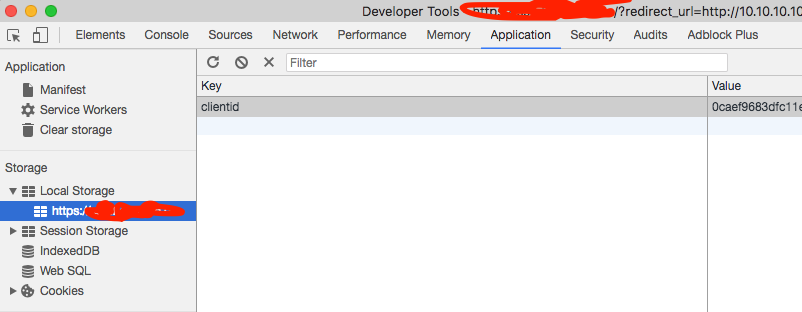 Developer Tools - https: /?redirect_url=http://10.10.10.10
Elements Console Sources Network Performance Memory Application Security Audits Adblock Plus
Application
Manifest
Service Workers
Clear storage
Storage
Local Storage
https:/
Session Storage
IndexedDB
Web SQL
Cookies
Filter
Key Value
clientid 0caef9683dfc11e